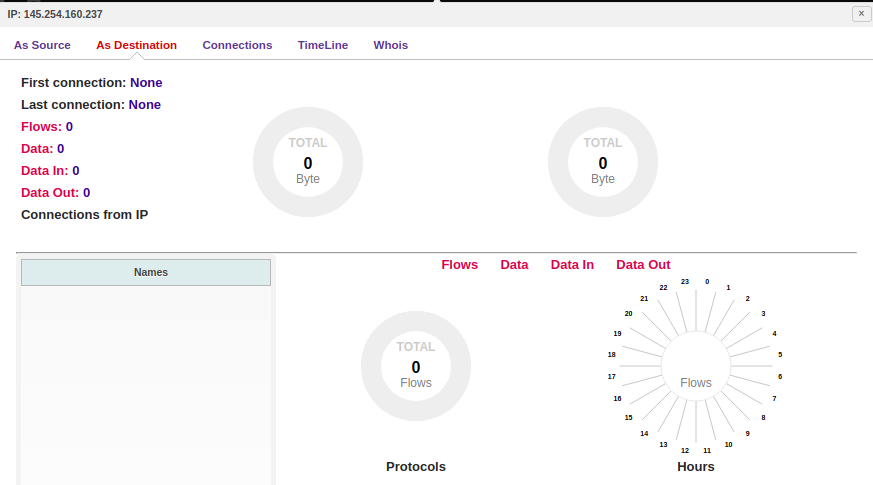 IP: 145.254.160.237
×
As Source As Destination Connections TimeLine Whois
First connection: None
Last connection: None
Flows: 0
Data: 0
Data In: 0
Data Out: 0
Connections from IP
TOTAL
0
Byte
TOTAL
0
Byte
Names
Flows Data Data In Data Out
TOTAL
0
Flows
Protocols
0
1
2
3
4
5
6
7
8
9
10
11
12
13
14
15
16
17
18
19
20
21
22
23
Flows
Hours